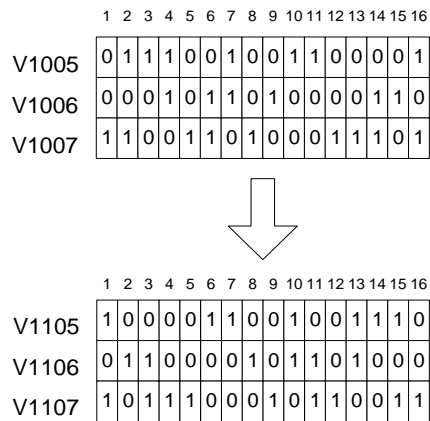 1 2 3 4 5 6 7 8 9 10 11 12 13 14 15 16
V1005 0 1 1 1 0 0 1 0 0 1 1 0 0 0 0 1
V1006 0 0 0 1 0 1 1 0 1 0 0 0 0 1 1 0
V1007 1 1 0 0 1 1 0 1 0 0 0 1 1 1 0 1
1 2 3 4 5 6 7 8 9 10 11 12 13 14 15 16
V1105 1 0 0 0 0 1 1 0 0 1 0 0 1 1 1 0
V1106 0 1 1 0 0 0 0 1 0 1 1 0 1 0 0 0
V1107 1 0 1 1 1 0 0 0 1 0 1 1 0 0 1 1